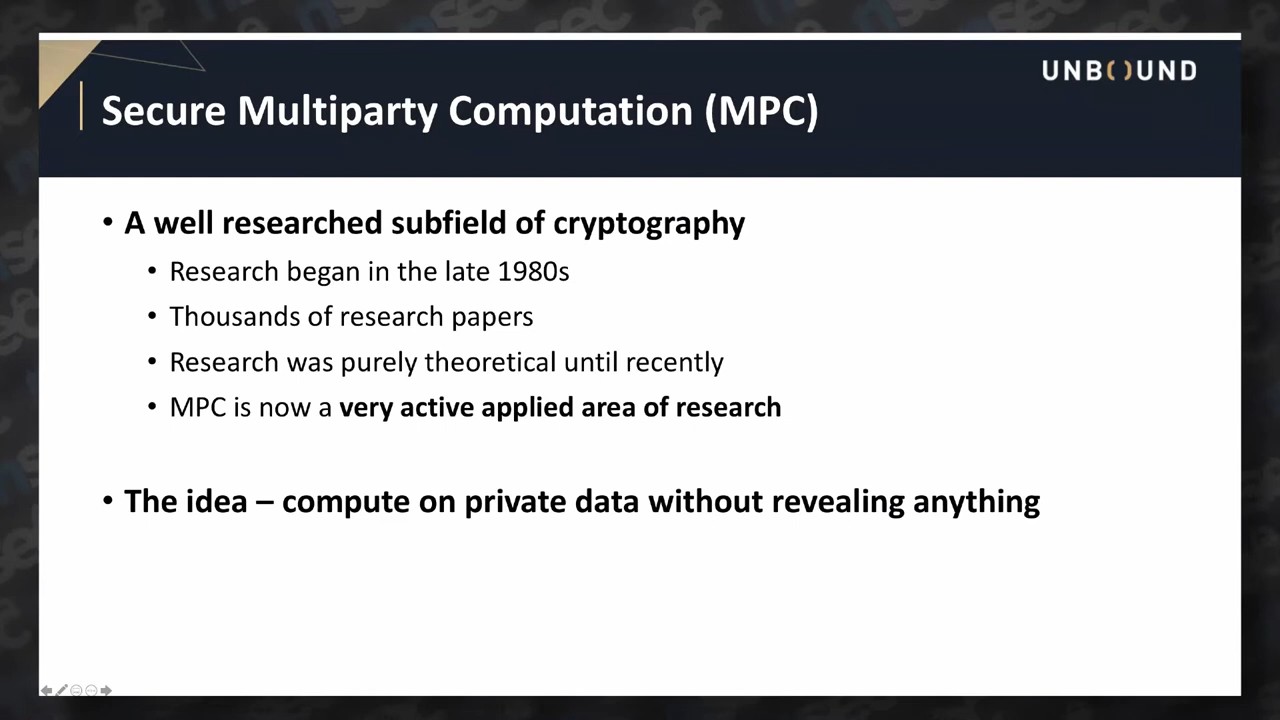 UNBOUND
Secure Multiparty Computation (MPC)
• A well researched subfield of cryptography
• Research began in the late 1980s
• Thousands of research papers
• Research was purely theoretical until recently
• MPC is now a very active applied area of research
• The idea – compute on private data without revealing anything